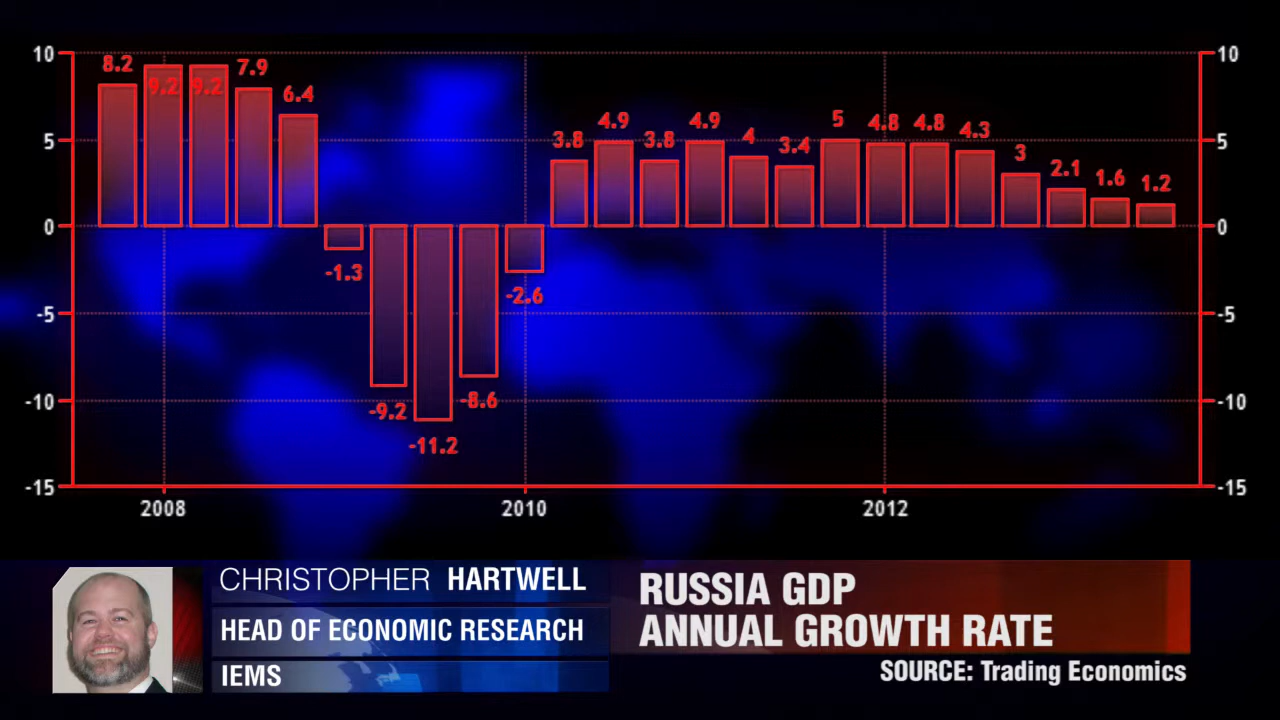 10 10
8.2 9.2 9.2 7.9 6.4 -1.3 -9.2 -11.2 -8.6 -2.6 3.8 4.9 3.8 4.9 4 3.4 5 4.8 4.8 4.3 3 2.1 1.6 1.2
5 5
0 0
-5 -5
-10 -10
-15 -15
2008 2010 2012
CHRISTOPHER HARTWELL
HEAD OF ECONOMIC RESEARCH
IEMS
RUSSIA GDP
ANNUAL GROWTH RATE
SOURCE: Trading Economics